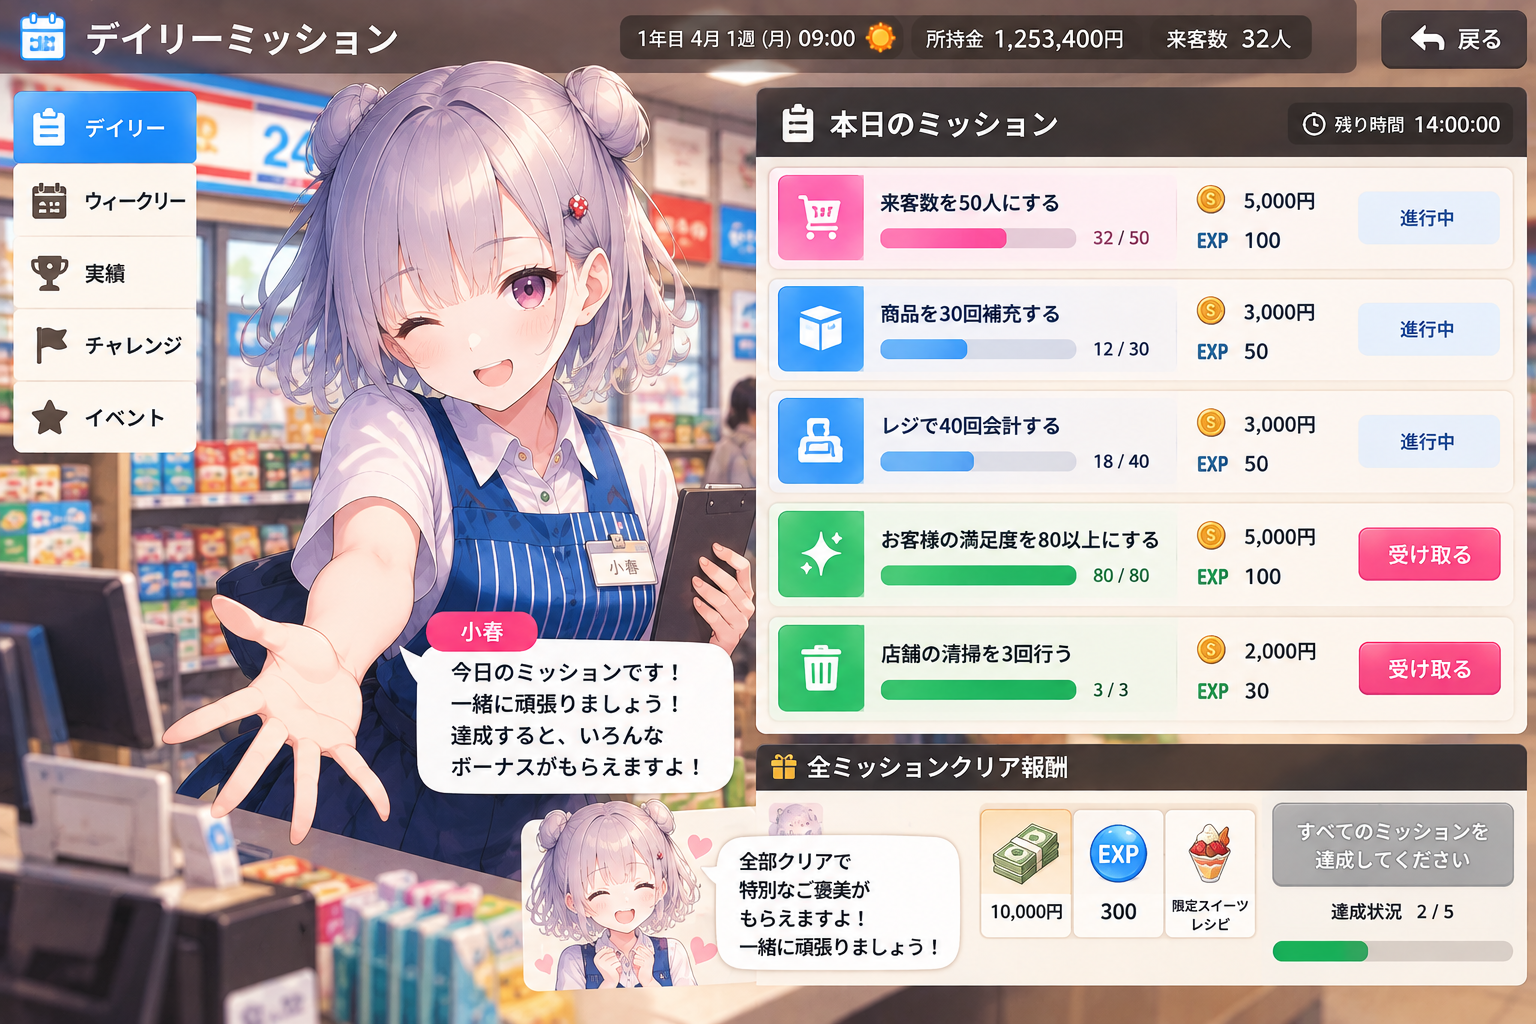 デイリーミッション
1年目 4月 1週 (月) 09:00
所持金 1,253,400円
来客数 32人
戻る
デイリー
ウィークリー
実績
チャレンジ
イベント
24
小春
小春
今日のミッションです！
一緒に頑張りましょう！
達成すると、いろんな
ボーナスがもらえますよ！
本日のミッション
残り時間 14:00:00
来客数を50人にする
32 / 50
5,000円
EXP 100
進行中
商品を30回補充する
12 / 30
3,000円
EXP 50
進行中
レジで40回会計する
18 / 40
3,000円
EXP 50
進行中
お客様の満足度を80以上にする
80 / 80
5,000円
EXP 100
受け取る
店舗の清掃を3回行う
3 / 3
2,000円
EXP 30
受け取る
全ミッションクリア報酬
全部クリアで
特別なご褒美が
もらえますよ！
一緒に頑張りましょう！
10,000円
EXP
300
限定スイーツ
レシピ
すべてのミッションを
達成してください
達成状況 2 / 5